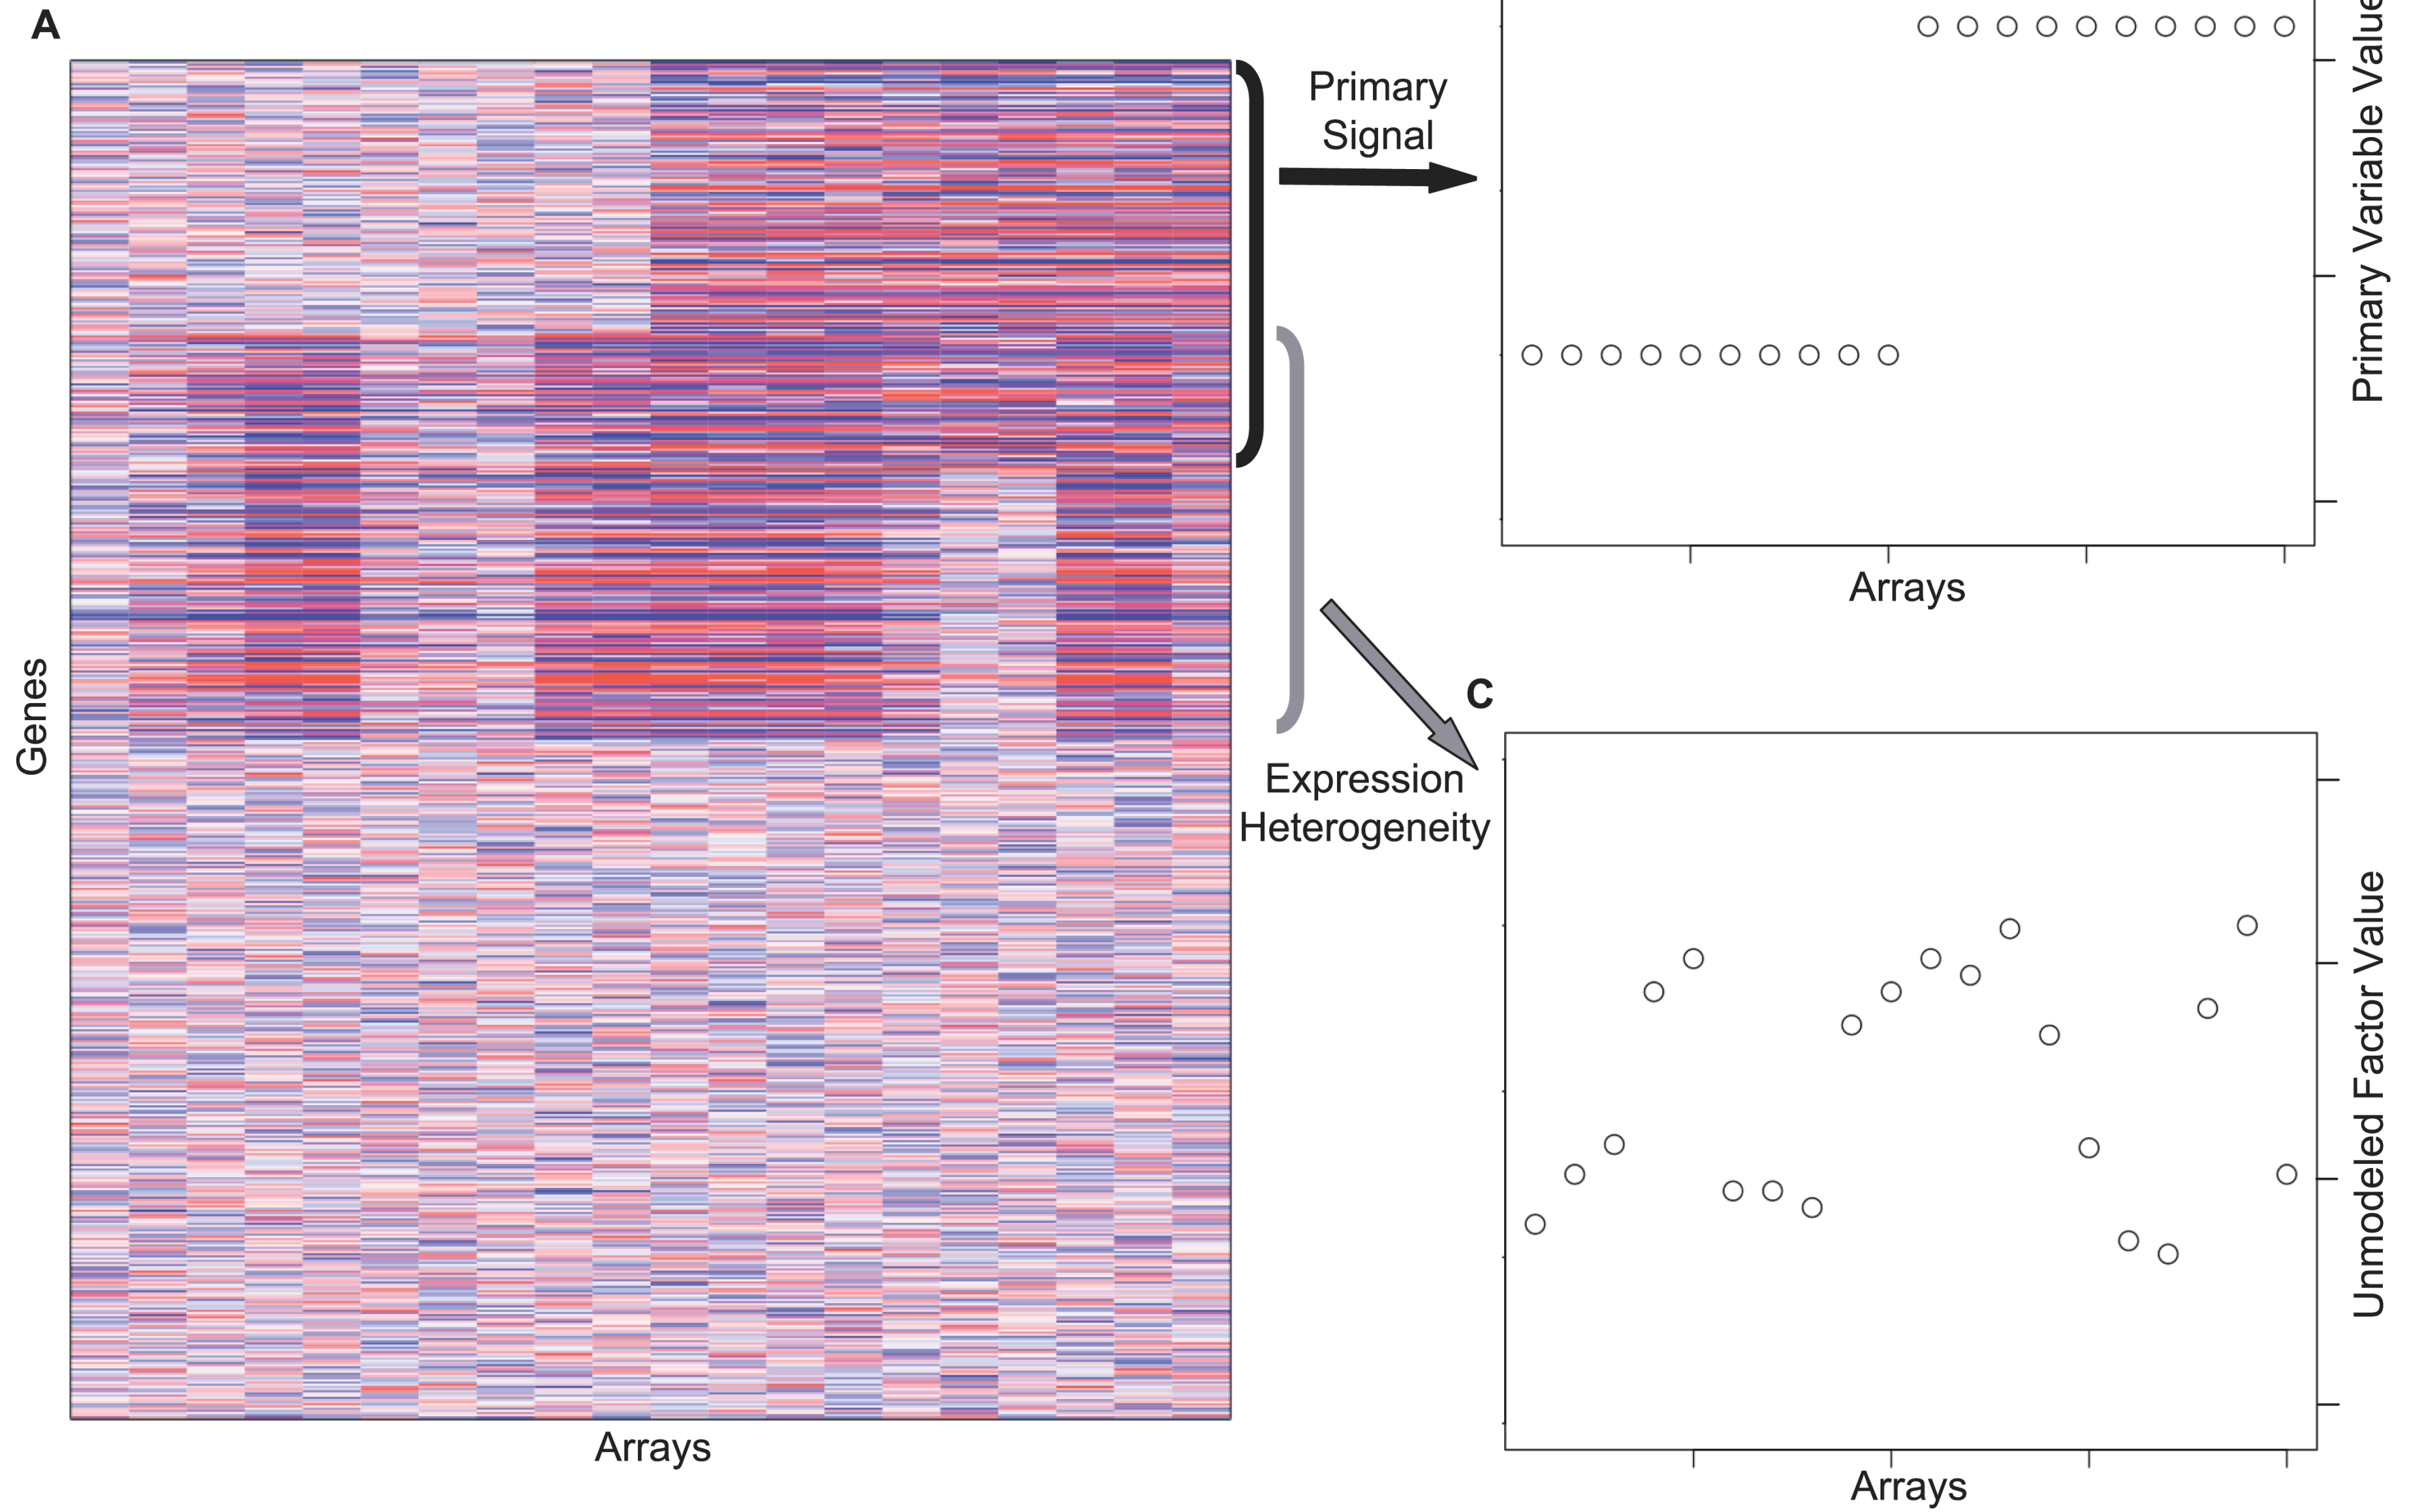 A
Primary
Signal
Primary Variable Value
Arrays
Genes
C
Expression
Heterogeneity
Unmodeled Factor Value
Arrays
Arrays